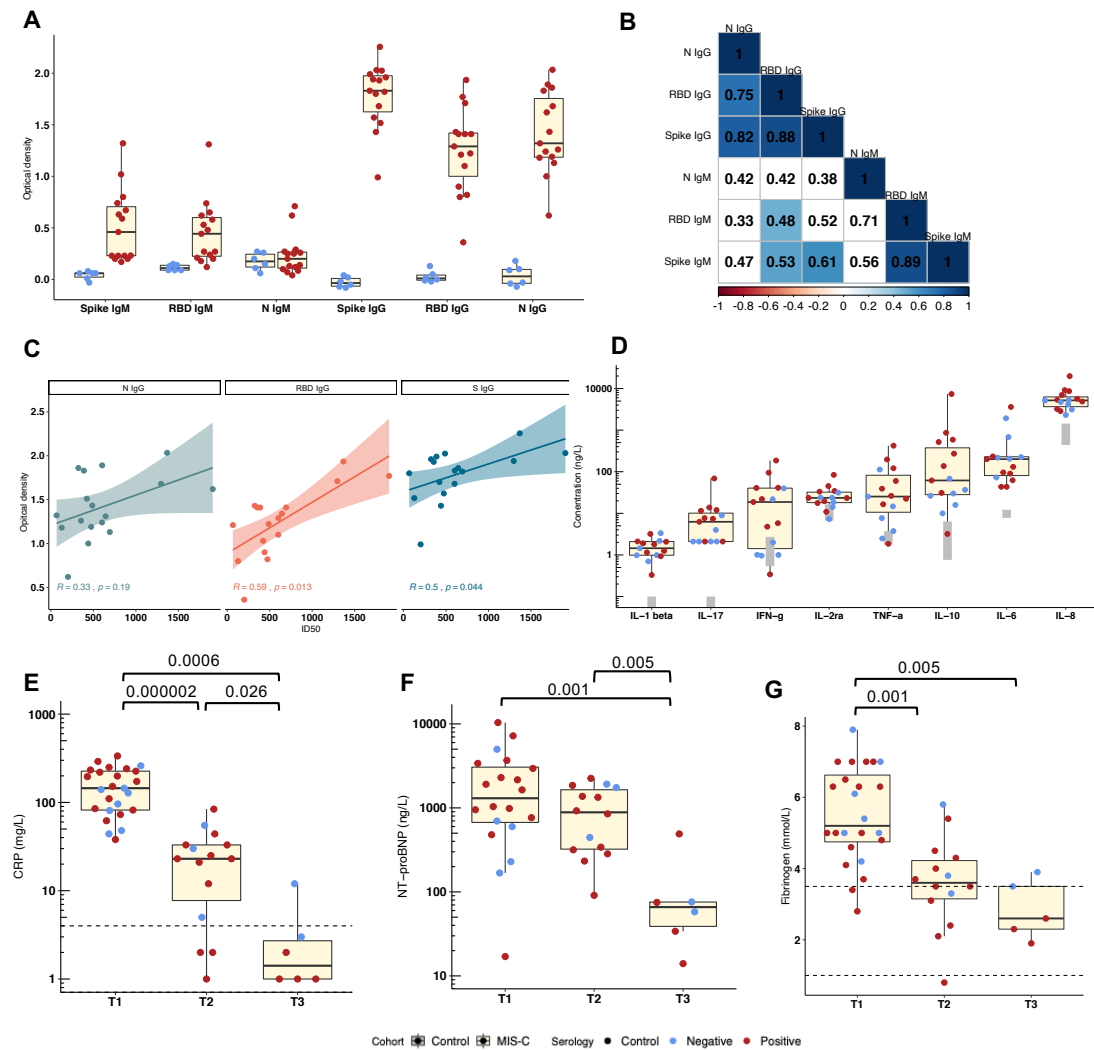 A
Optical density
2.0
1.5
1.0
0.5
0.0
Spike IgM RBD IgM N IgM Spike IgG RBD IgG N IgG
B
N IgG
N IgG 1
RBD IgG
RBD IgG 0.75 1
Spike IgG
Spike IgG 0.82 0.88 1
N IgM
N IgM 0.42 0.42 0.38 1
RBD IgM
RBD IgM 0.33 0.48 0.52 0.71 1
Spike IgM
Spike IgM 0.47 0.53 0.61 0.56 0.89 1
-1 -0.8 -0.6 -0.4 -0.2 0 0.2 0.4 0.6 0.8 1
C
N IgG RBD IgG S IgG
Optical density
2.5
2.0
1.5
1.0
0.5
R = 0.33 , p = 0.19 R = 0.59 , p = 0.013 R = 0.5 , p = 0.044
500 1000 1500 500 1000 1500 500 1000 1500
ID50
D
Conentration (ng/L)
10000
100
1
IL−1 beta IL−17 IFN−g IL−2ra TNF−a IL−10 IL−6 IL−8
E
0.0006
0.000002 0.026
CRP (mg/L)
1000
100
10
1
T1 T2 T3
F
0.005
0.001
NT−proBNP (ng/L)
10000
1000
100
10
T1 T2 T3
G
0.005
0.001
Fibrinogen (mmol/L)
8
6
4
2
T1 T2 T3
Cohort Control MIS-C Serology Control Negative Positive